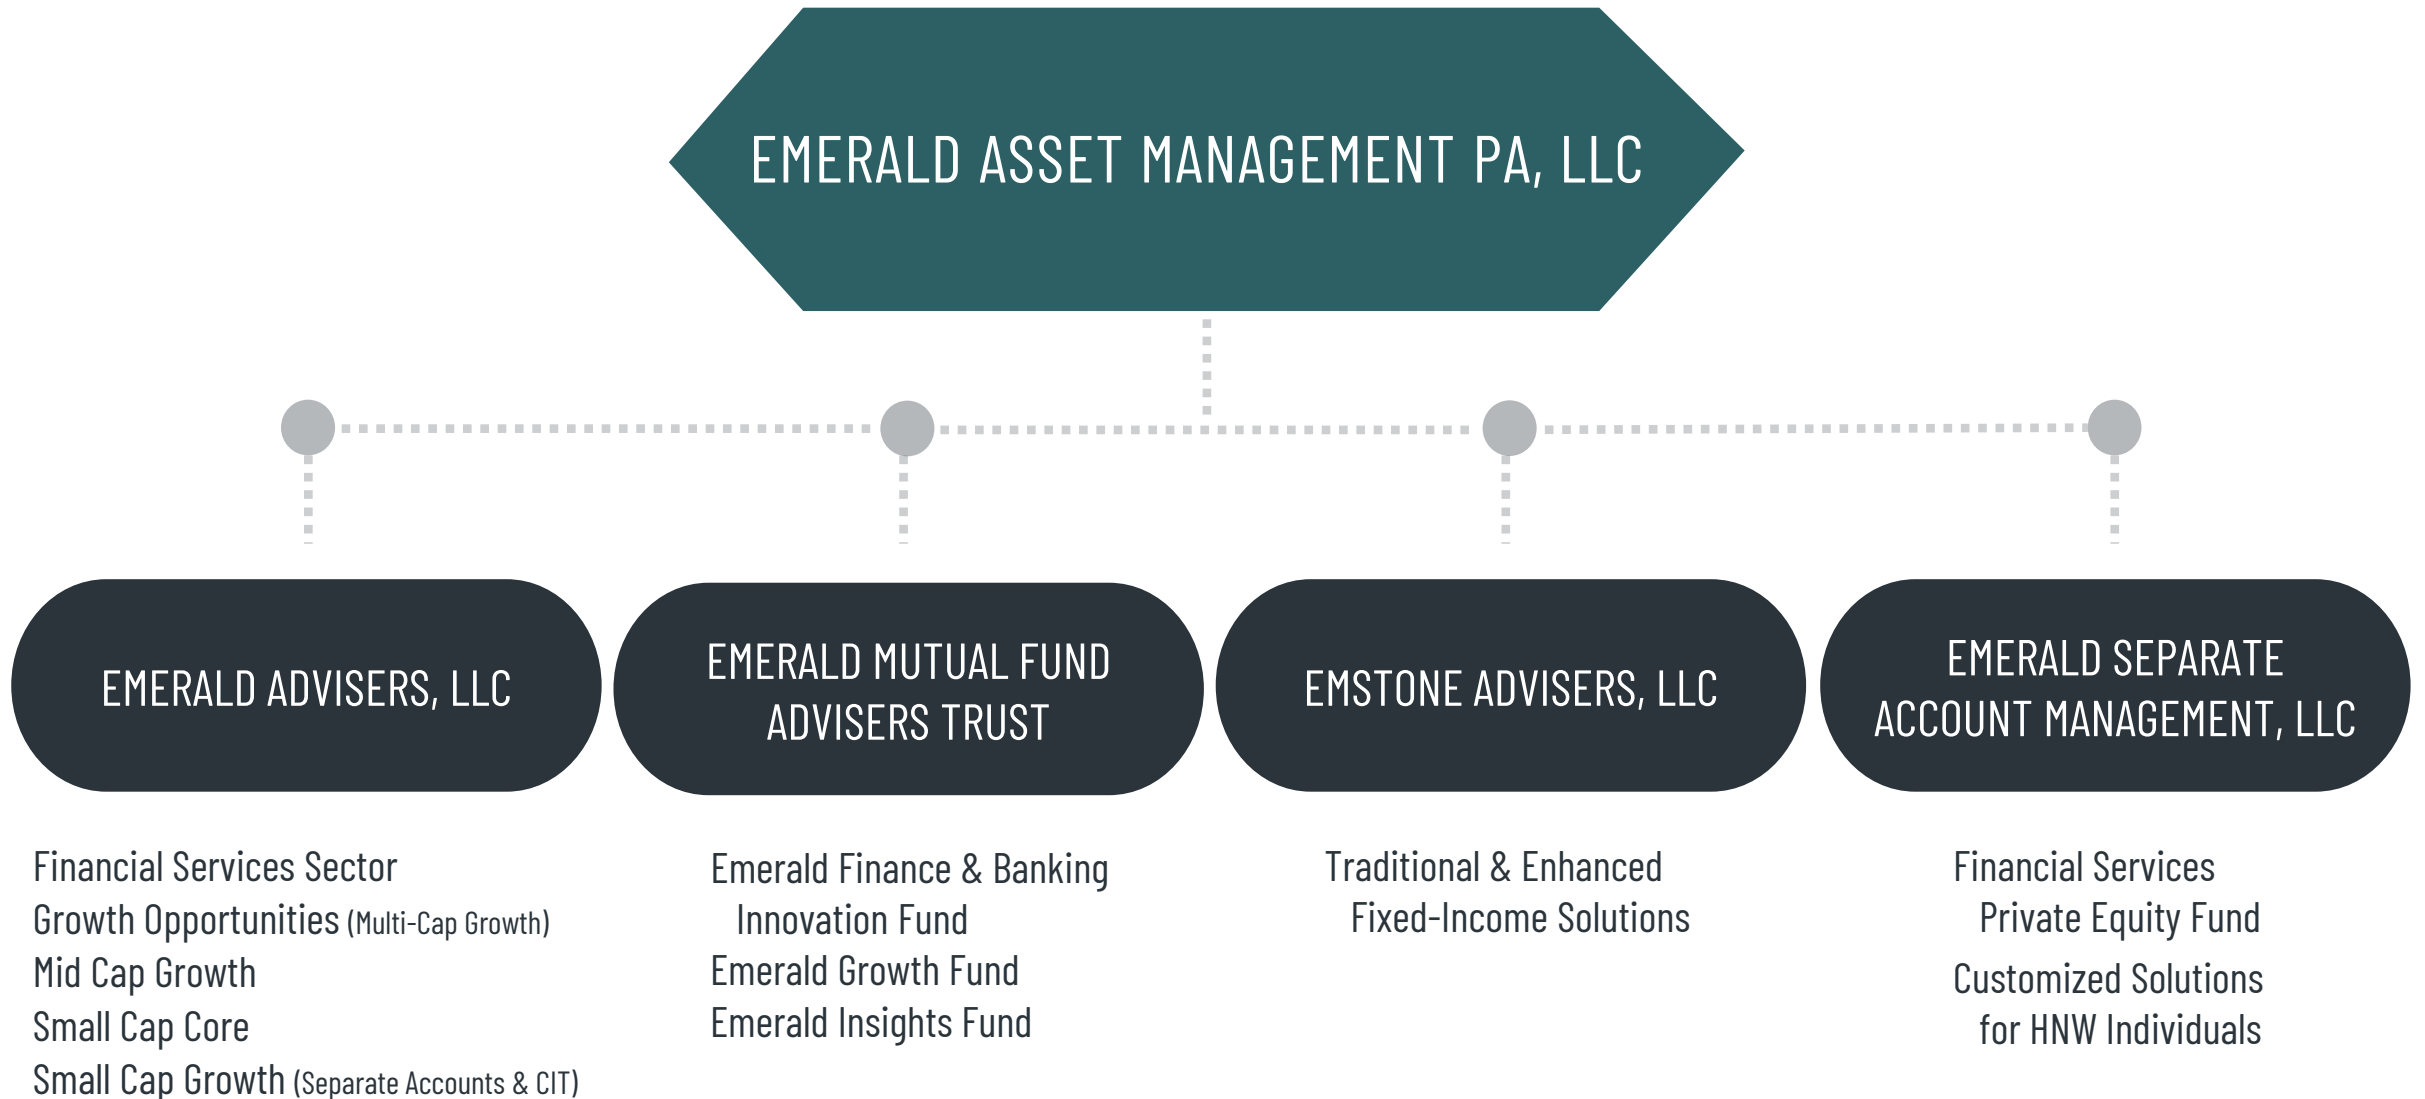 EMERALD ASSET MANAGEMENT PA, LLC
EMERALD ADVISERS, LLC
EMERALD MUTUAL FUND
ADVISERS TRUST
EMSTONE ADVISERS, LLC
EMERALD SEPARATE
ACCOUNT MANAGEMENT, LLC
Financial Services Sector
Growth Opportunities (Multi-Cap Growth)
Mid Cap Growth
Small Cap Core
Small Cap Growth (Separate Accounts & CIT)
Emerald Finance & Banking
Innovation Fund
Emerald Growth Fund
Emerald Insights Fund
Traditional & Enhanced
Fixed-Income Solutions
Financial Services
Private Equity Fund
Customized Solutions
for HNW Individuals